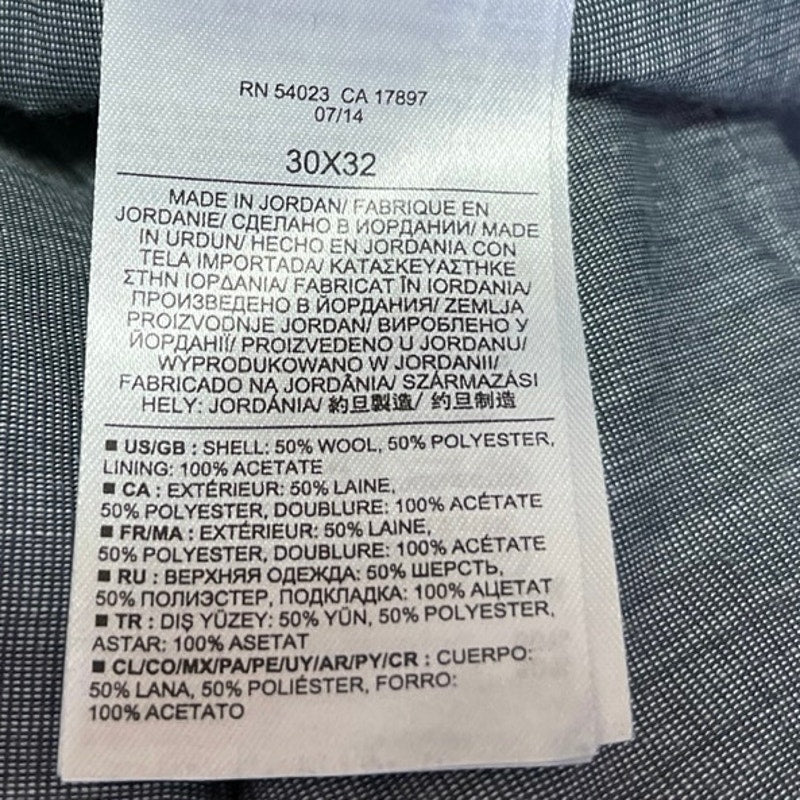 RN 54023 CA 17897
07/14
30X32
MADE IN JORDAN/ FABRIQUE EN
JORDANIE/ СДЕЛАНО В ИОРДАНИИ/ MADE
IN URDUN/ HECHO EN JORDANIA CON
TELA IMPORTADA/ ΚΑΤΑΣΚΕΥΑΣΤΗΚΕ
ΣΤΗΝ ΙΟΡΔΑΝΙΑ/ FABRICAT ÎN IORDANIA/
ПРОИЗВЕДЕНО В ЙОРДАНИЯ/ ZEMLJA
PROIZVODNJE JORDAN/ ВИРОБЛЕНО У
ЙОРДАНІЇ/ PROIZVEDENO U JORDANU/
WYPRODUKOWANO W JORDANII/
FABRICADO NA JORDÂNIA/ SZÁRMAZÁSI
HELY: JORDÁNIA/ 約旦製造/ 约旦制造
■ US/GB : SHELL: 50% WOOL, 50% POLYESTER,
LINING: 100% ACETATE
■ CA : EXTÉRIEUR: 50% LAINE,
50% POLYESTER, DOUBLURE: 100% ACÉTATE
■ FR/MA : EXTÉRIEUR: 50% LAINE,
50% POLYESTER, DOUBLURE: 100% ACÉTATE
■ RU : ВЕРХНЯЯ ОДЕЖДА: 50% ШЕРСТЬ,
50% ПОЛИЭСТЕР, ПОДКЛАДКА: 100% АЦЕТАТ
■ TR : DIŞ YÜZEY: 50% YÜN, 50% POLYESTER,
ASTAR: 100% ASETAT
■ CL/CO/MX/PA/PE/UY/AR/PY/CR : CUERPO:
50% LANA, 50% POLIÉSTER, FORRO:
100% ACETATO